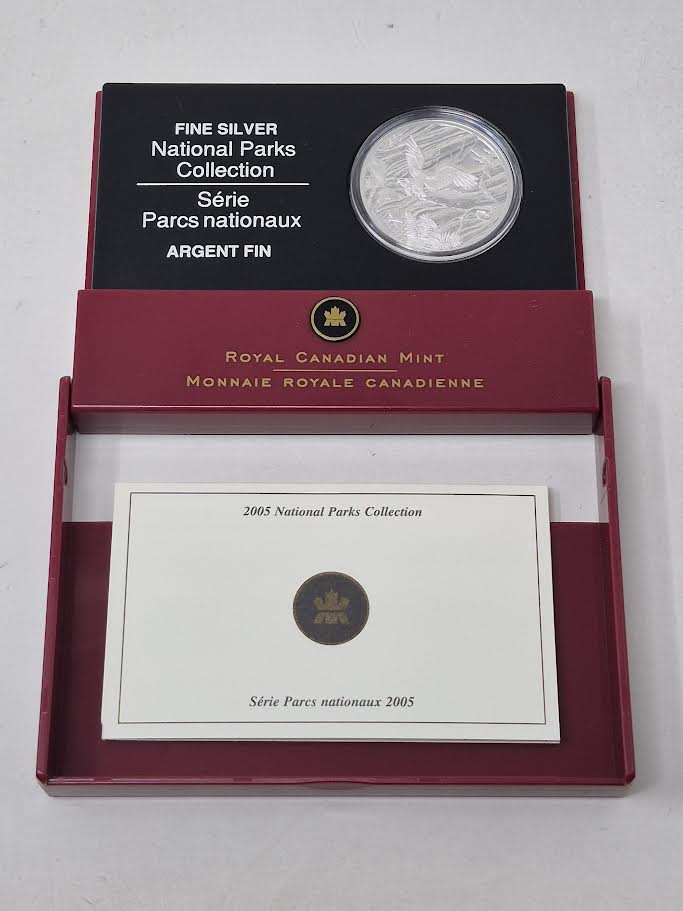 FINE SILVER
National Parks
Collection
Série
Parcs nationaux
ARGENT FIN
ROYAL CANADIAN MINT
MONNAIE ROYALE CANADIENNE
2005 National Parks Collection
Série Parcs nationaux 2005